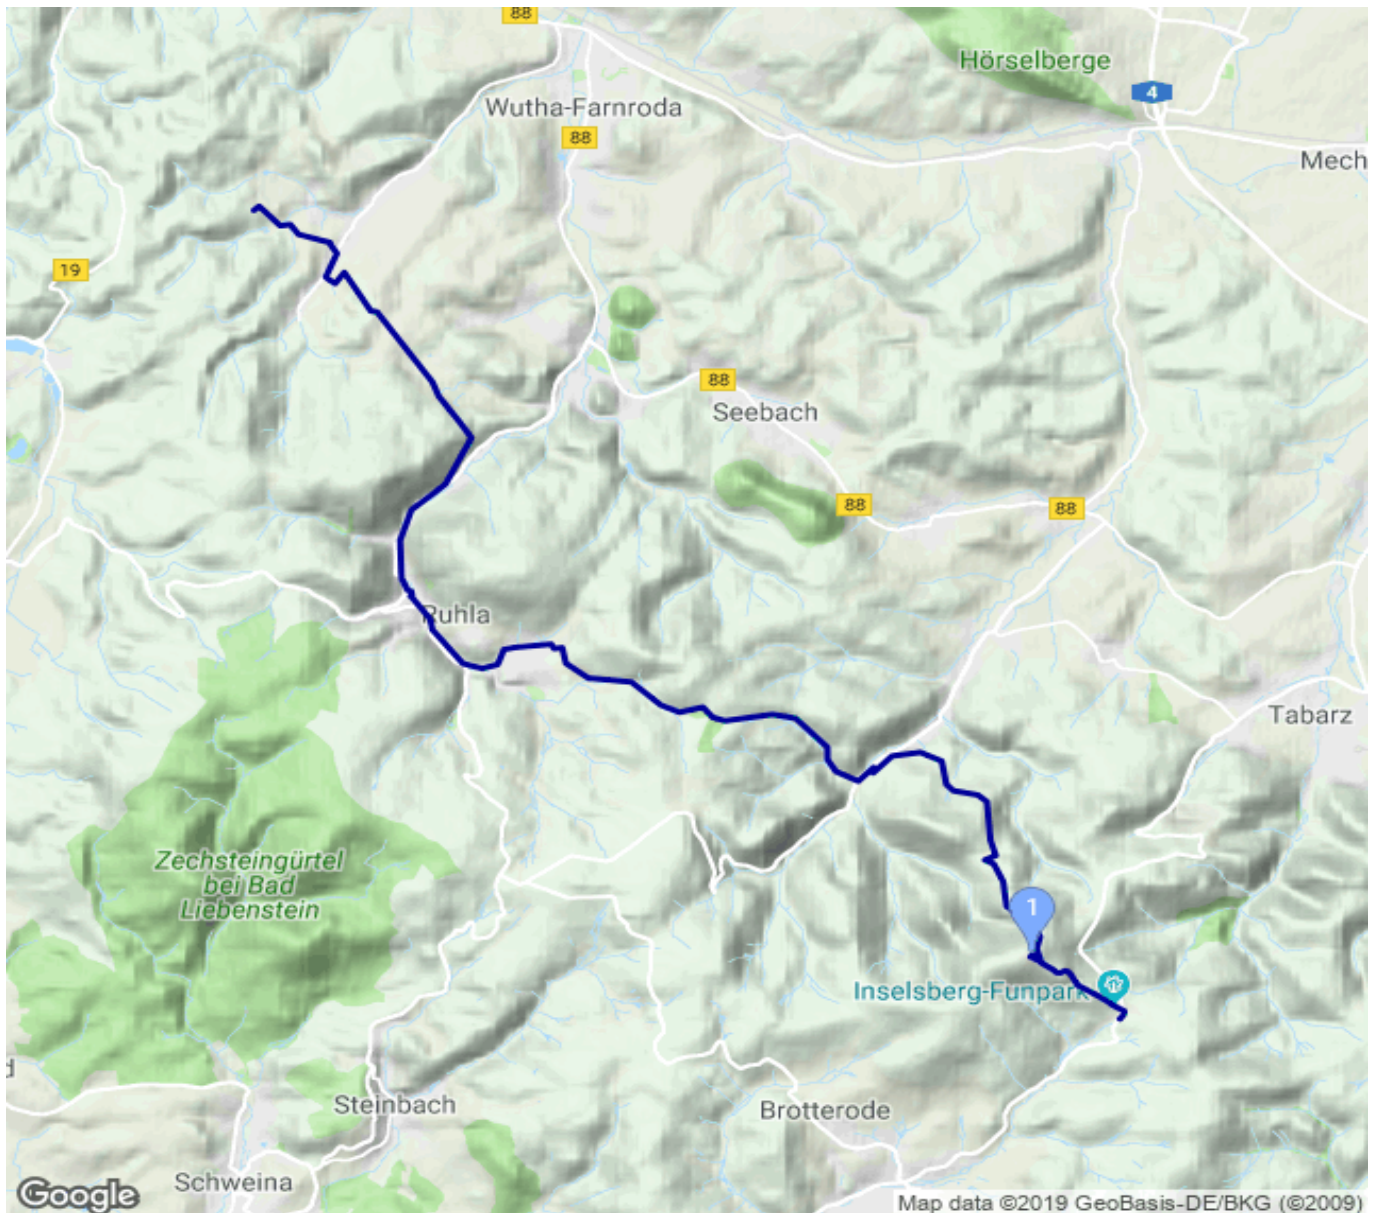 88
Hörselberge
4
Wutha-Farnroda
88
Mech
19
88
Seebach
88
88
Ruhla
Tabarz
Zechsteingürtel
bei Bad
Liebenstein
1
Inselsberg-Funpark
d
Steinbach
Brotterode
Schweina
Google
Map data ©2019 GeoBasis-DE/BKG (©2009)